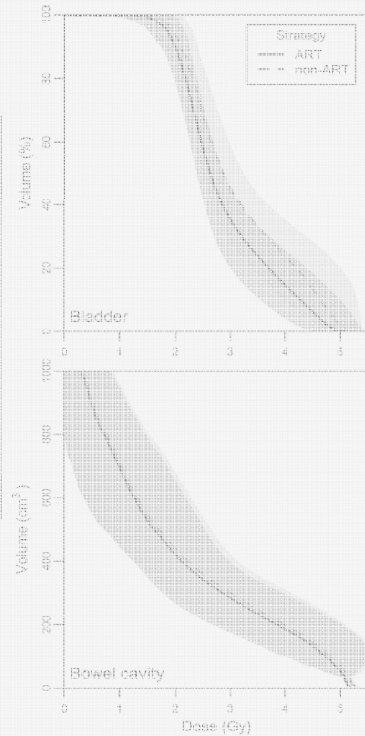 Strategy
ART
non-ART
Volume (%)
100
80
60
40
20
0
Bladder
0 1 2 3 4 5
Volume (cm³)
1000
800
600
400
200
0
Bowel cavity
0 1 2 3 4 5
Dose (Gy)